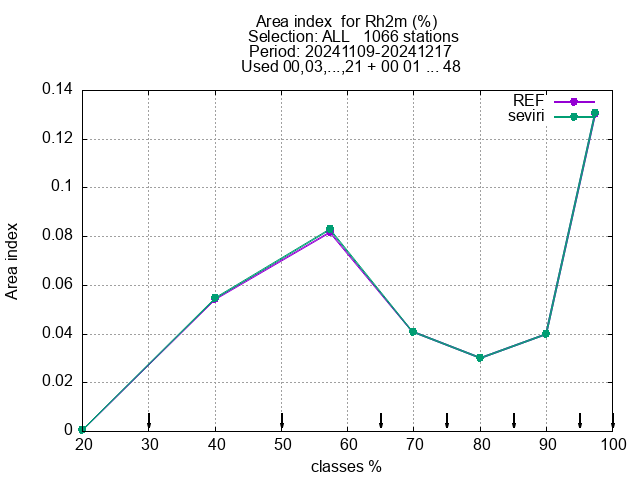 Area index  for Rh2m (%)
Selection: ALL   1066 stations
Period: 20241109-20241217
Used 00,03,...,21 + 00 01 ... 48
REF
seviri
0.14
0.12
0.1
0.08
0.06
0.04
0.02
0
Area index
20 30 40 50 60 70 80 90 100
classes %